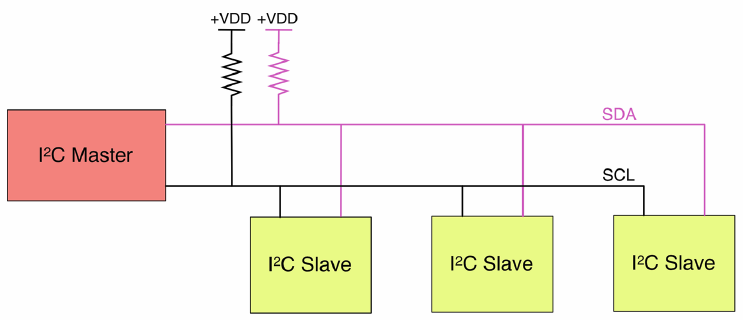 +VDD +VDD
SDA
I²C Master
SCL
I²C Slave
I²C Slave
I²C Slave